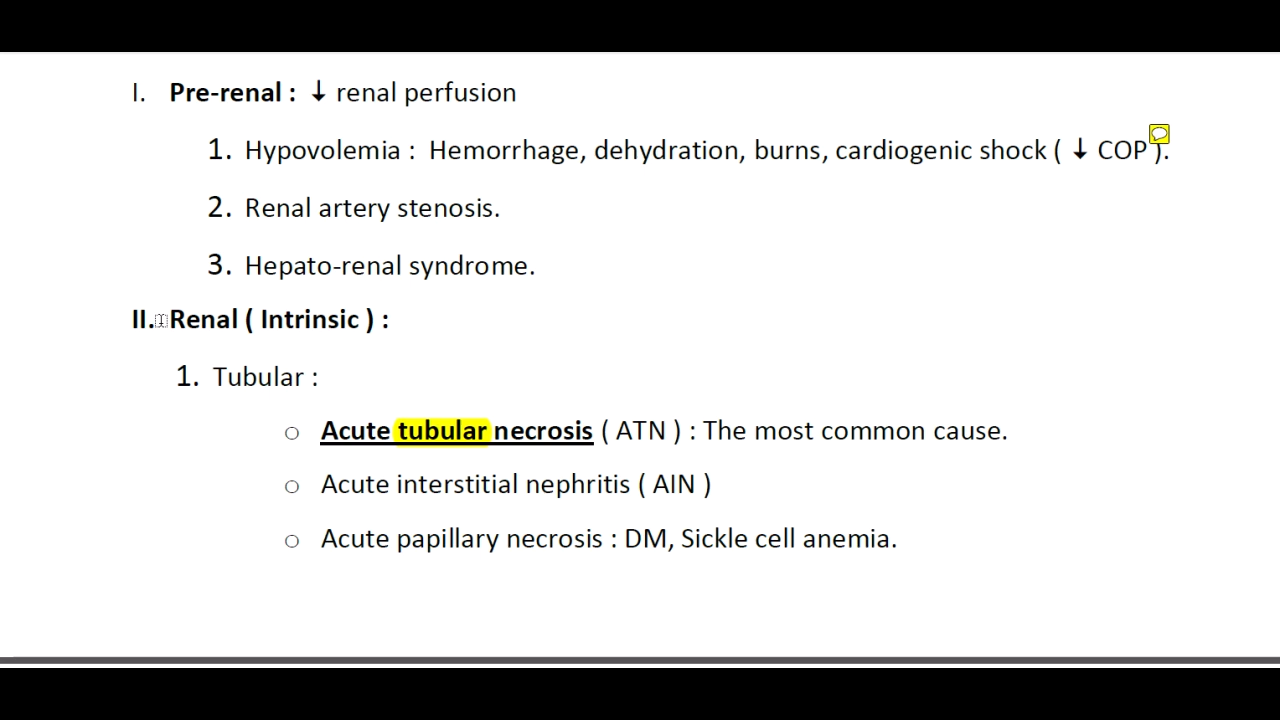 I. Pre-renal : ↓ renal perfusion
1. Hypovolemia : Hemorrhage, dehydration, burns, cardiogenic shock ( ↓ COP ).
2. Renal artery stenosis.
3. Hepato-renal syndrome.
II. Renal ( Intrinsic ) :
1. Tubular :
○ Acute tubular necrosis ( ATN ) : The most common cause.
○ Acute interstitial nephritis ( AIN )
○ Acute papillary necrosis : DM, Sickle cell anemia.